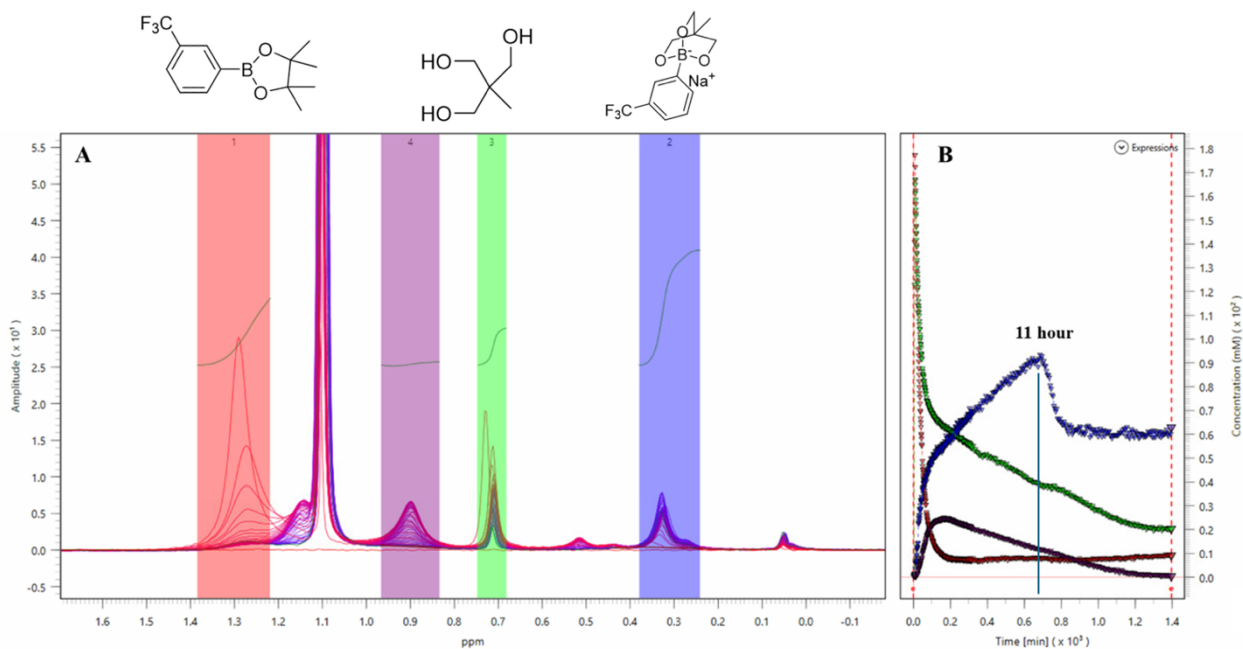 F₃C
B
O
O
HO
OH
HO
O
O
O
B⁻
Na⁺
F₃C
A
1
4
3
2
5.5
5.0
4.5
4.0
3.5
3.0
2.5
2.0
1.5
1.0
0.5
0.0
-0.5
Amplitude ( x 10¹)
1.6 1.5 1.4 1.3 1.2 1.1 1.0 0.9 0.8 0.7 0.6 0.5 0.4 0.3 0.2 0.1 0.0 -0.1
ppm
B
Expressions
11 hour
1.8
1.7
1.6
1.5
1.4
1.3
1.2
1.1
1.0
0.9
0.8
0.7
0.6
0.5
0.4
0.3
0.2
0.1
0.0
Concentration (mM) ( x 10²)
0.0 0.2 0.4 0.6 0.8 1.0 1.2 1.4
Time [min] ( x 10³)